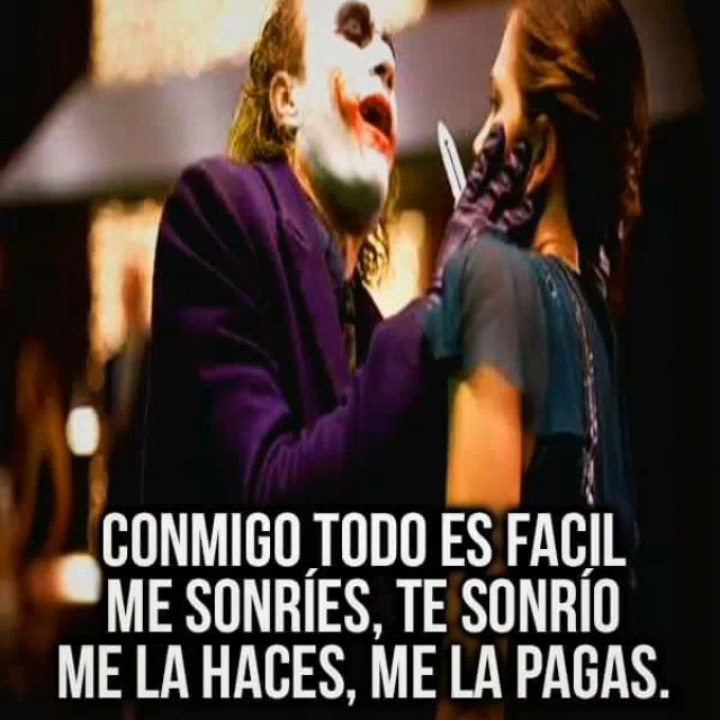 CONMIGO TODO ES FACIL
ME SONRÍES, TE SONRÍO
ME LA HACES, ME LA PAGAS.